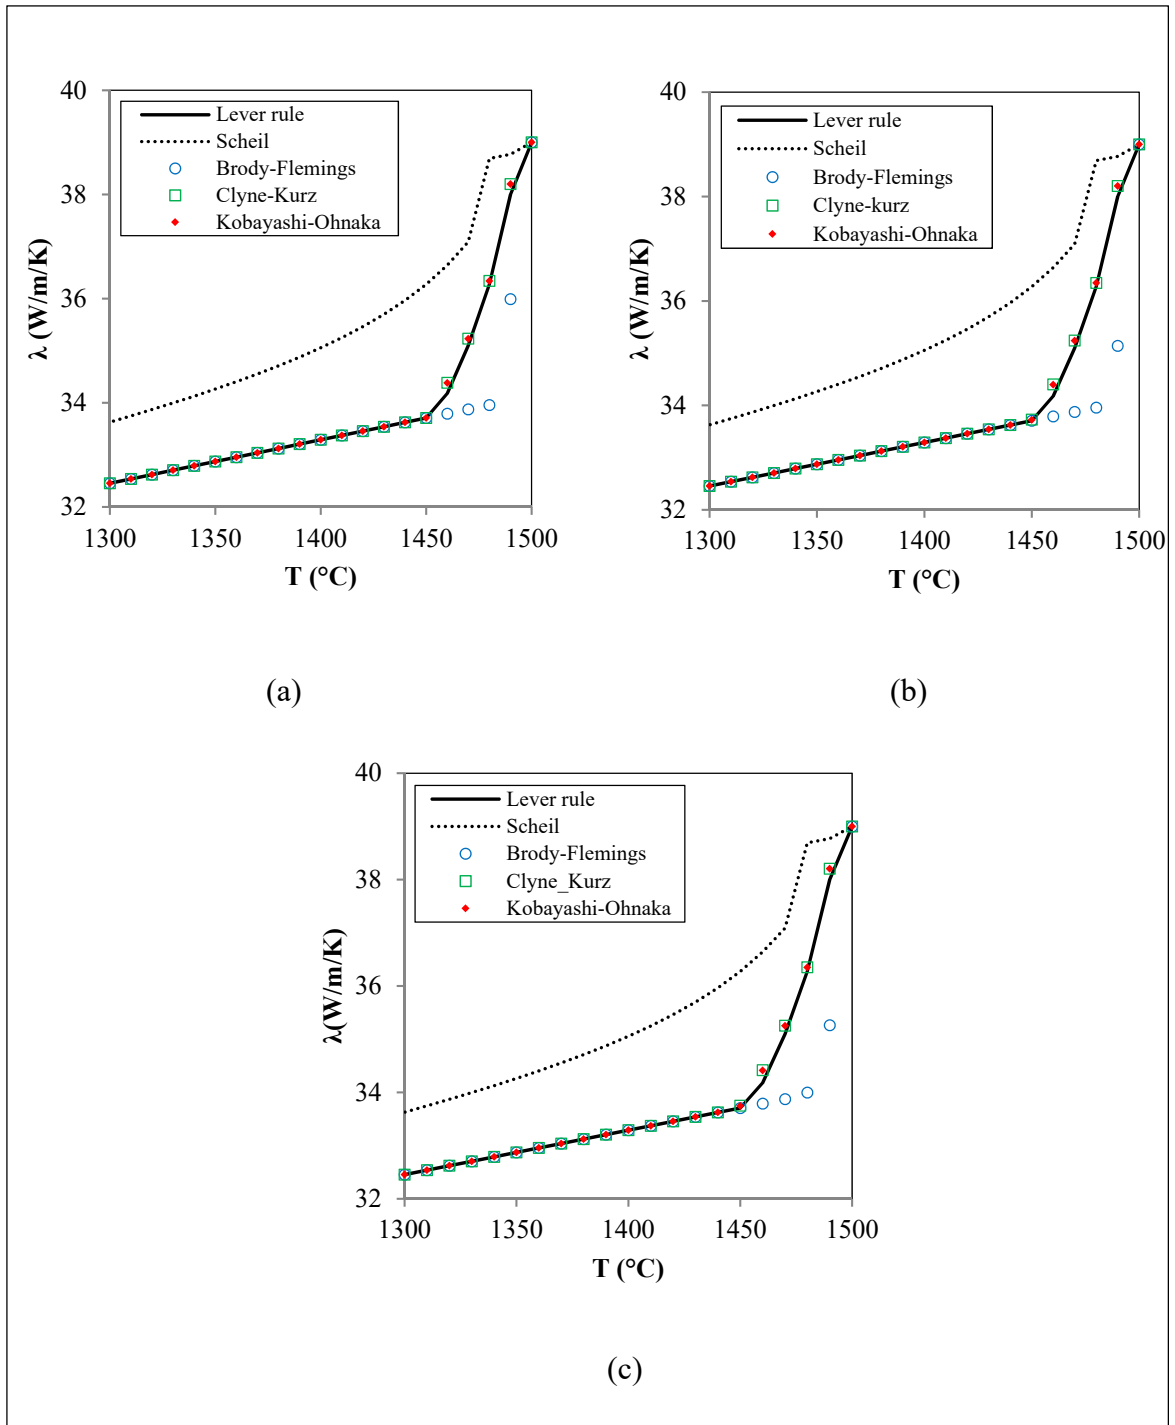 40
38
36
34
32
λ (W/m/K)
Lever rule
Scheil
Brody-Flemings
Clyne-Kurz
Kobayashi-Ohnaka
1300
1350
1400
1450
1500
T (°C)
(a)
40
38
36
34
32
λ (W/m/K)
Lever rule
Scheil
Brody-Flemings
Clyne-kurz
Kobayashi-Ohnaka
1300
1350
1400
1450
1500
T (°C)
(b)
40
38
36
34
32
λ(W/m/K)
Lever rule
Scheil
Brody-Flemings
Clyne_Kurz
Kobayashi-Ohnaka
1300
1350
1400
1450
1500
T (°C)
(c)